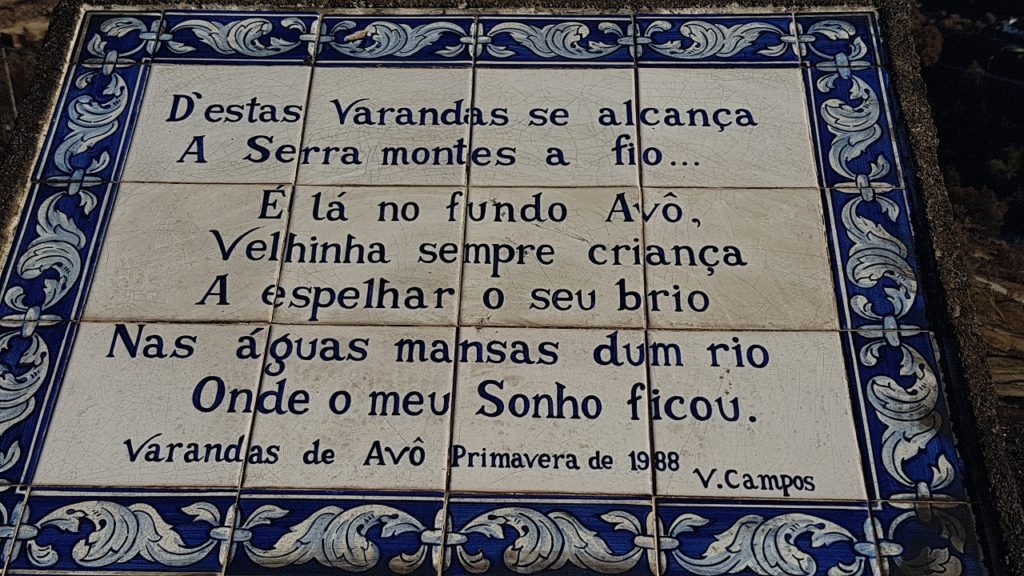 D'estas Varandas se alcança
A Serra montes a fio...
É lá no fundo Avô,
Velhinha sempre criança
A espelhar o seu brio
Nas águas mansas dum rio
Onde o meu Sonho ficou.
Varandas de Avô Primavera de 1988
V. Campos